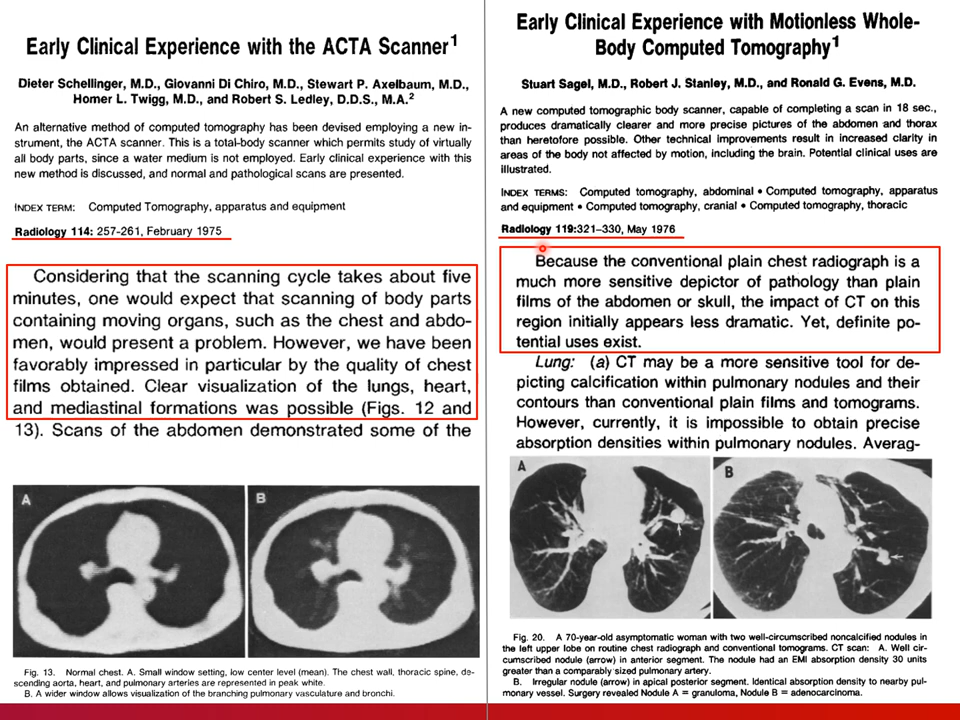 Early Clinical Experience with the ACTA Scanner1
Dieter Schellinger, M.D., Giovanni Di Chiro, M.D., Stewart P. Axelbaum, M.D.,
Homer L. Twigg, M.D., and Robert S. Ledley, D.D.S., M.A.2
An alternative method of computed tomography has been devised employing a new in-
strument, the ACTA scanner. This is a total-body scanner which permits study of virtually
all body parts, since a water medium is not employed. Early clinical experience with this
new method is discussed, and normal and pathological scans are presented.
INDEX TERM: Computed Tomography, apparatus and equipment
Radiology 114: 257-261, February 1975
Considering that the scanning cycle takes about five
minutes, one would expect that scanning of body parts
containing moving organs, such as the chest and abdo-
men, would present a problem. However, we have been
favorably impressed in particular by the quality of chest
films obtained. Clear visualization of the lungs, heart,
and mediastinal formations was possible (Figs. 12 and
13). Scans of the abdomen demonstrated some of the
A
B
Fig. 13. Normal chest. A. Small window setting, low center level (mean). The chest wall, thoracic spine, de-
scending aorta, heart, and pulmonary arteries are represented in peak white.
B. A wider window allows visualization of the branching pulmonary vasculature and bronchi.
Early Clinical Experience with Motionless Whole-
Body Computed Tomography1
Stuart Sagel, M.D., Robert J. Stanley, M.D., and Ronald G. Evens, M.D.
A new computed tomographic body scanner, capable of completing a scan in 18 sec.,
produces dramatically clearer and more precise pictures of the abdomen and thorax
than heretofore possible. Other technical improvements result in increased clarity in
areas of the body not affected by motion, including the brain. Potential clinical uses are
illustrated.
INDEX TERMS: Computed tomography, abdominal • Computed tomography, apparatus
and equipment • Computed tomography, cranial • Computed tomography, thoracic
Radiology 119:321–330, May 1976
Because the conventional plain chest radiograph is a
much more sensitive depictor of pathology than plain
films of the abdomen or skull, the impact of CT on this
region initially appears less dramatic. Yet, definite po-
tential uses exist.
Lung: (a) CT may be a more sensitive tool for de-
picting calcification within pulmonary nodules and their
contours than conventional plain films and tomograms.
However, currently, it is impossible to obtain precise
absorption densities within pulmonary nodules. Averag-
A
B
Fig. 20. A 70-year-old asymptomatic woman with two well-circumscribed noncalcified nodules in
the left upper lobe on routine chest radiograph and conventional tomograms. CT scan: A. Well cir-
cumscribed nodule (arrow) in anterior segment. The nodule had an EMI absorption density 30 units
greater than a comparably sized pulmonary artery.
B. Irregular nodule (arrow) in apical posterior segment. Identical absorption density to nearby pul-
monary vessel. Surgery revealed Nodule A = granuloma, Nodule B = adenocarcinoma.